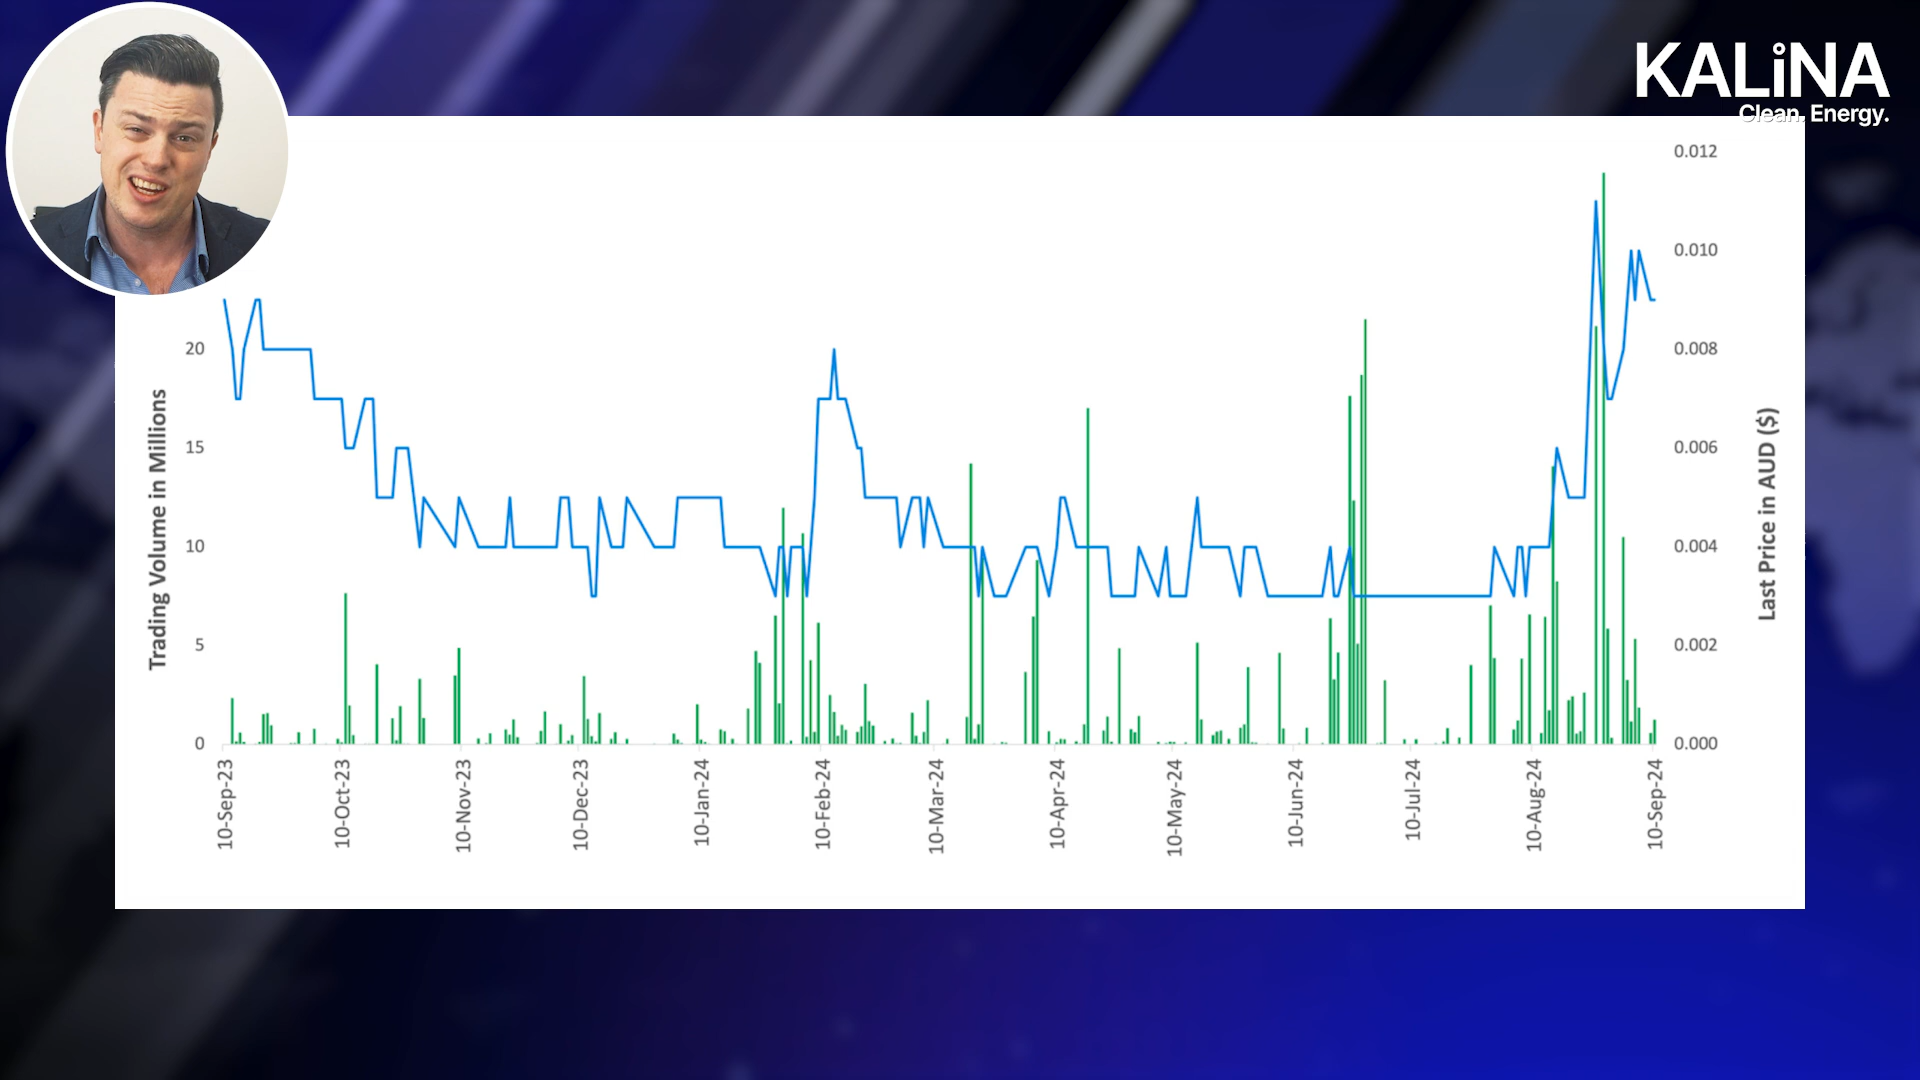 KALiNA
Clean. Energy.
Trading Volume in Millions
20
15
10
5
0
0.012
0.010
0.008
0.006
0.004
0.002
0.000
Last Price in AUD ($)
10-Sep-23
10-Oct-23
10-Nov-23
10-Dec-23
10-Jan-24
10-Feb-24
10-Mar-24
10-Apr-24
10-May-24
10-Jun-24
10-Jul-24
10-Aug-24
10-Sep-24